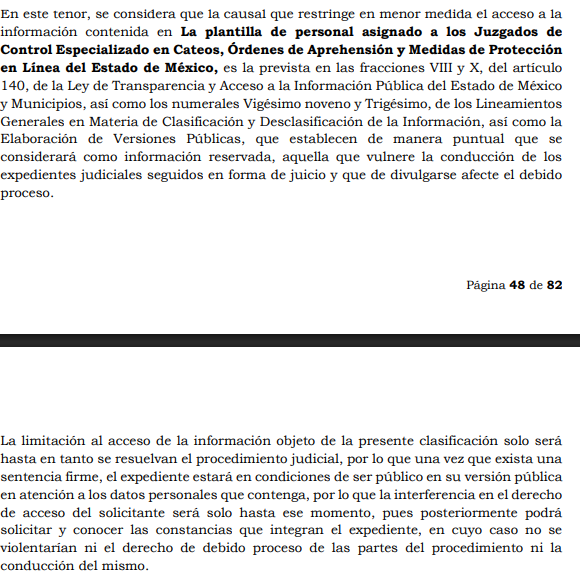 En este tenor, se considera que la causal que restringe en menor medida el acceso a la
información contenida en La plantilla de personal asignado a los Juzgados de
Control Especializado en Cateos, Órdenes de Aprehensión y Medidas de Protección
en Línea del Estado de México, es la prevista en las fracciones VIII y X, del artículo
140, de la Ley de Transparencia y Acceso a la Información Pública del Estado de México
y Municipios, así como los numerales Vigésimo noveno y Trigésimo, de los Lineamientos
Generales en Materia de Clasificación y Desclasificación de la Información, así como la
Elaboración de Versiones Públicas, que establecen de manera puntual que se
considerará como información reservada, aquella que vulnere la conducción de los
expedientes judiciales seguidos en forma de juicio y que de divulgarse afecte el debido
proceso.
Página 48 de 82
La limitación al acceso de la información objeto de la presente clasificación solo será
hasta en tanto se resuelvan el procedimiento judicial, por lo que una vez que exista una
sentencia firme, el expediente estará en condiciones de ser público en su versión pública
en atención a los datos personales que contenga, por lo que la interferencia en el derecho
de acceso del solicitante será solo hasta ese momento, pues posteriormente podrá
solicitar y conocer las constancias que integran el expediente, en cuyo caso no se
violentarían ni el derecho de debido proceso de las partes del procedimiento ni la
conducción del mismo.